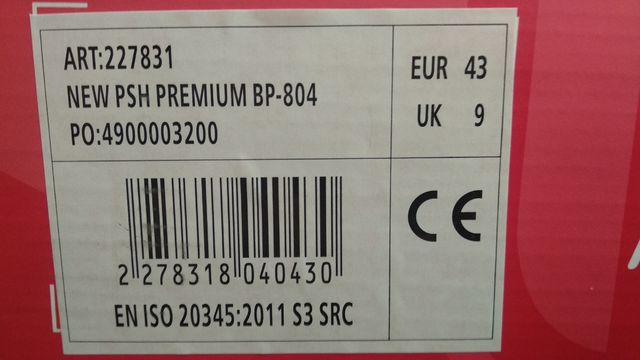 ART:227831
NEW PSH PREMIUM BP-804
PO:4900003200
EUR 43
UK 9
2 278318 040430
CE
EN ISO 20345:2011 S3 SRC